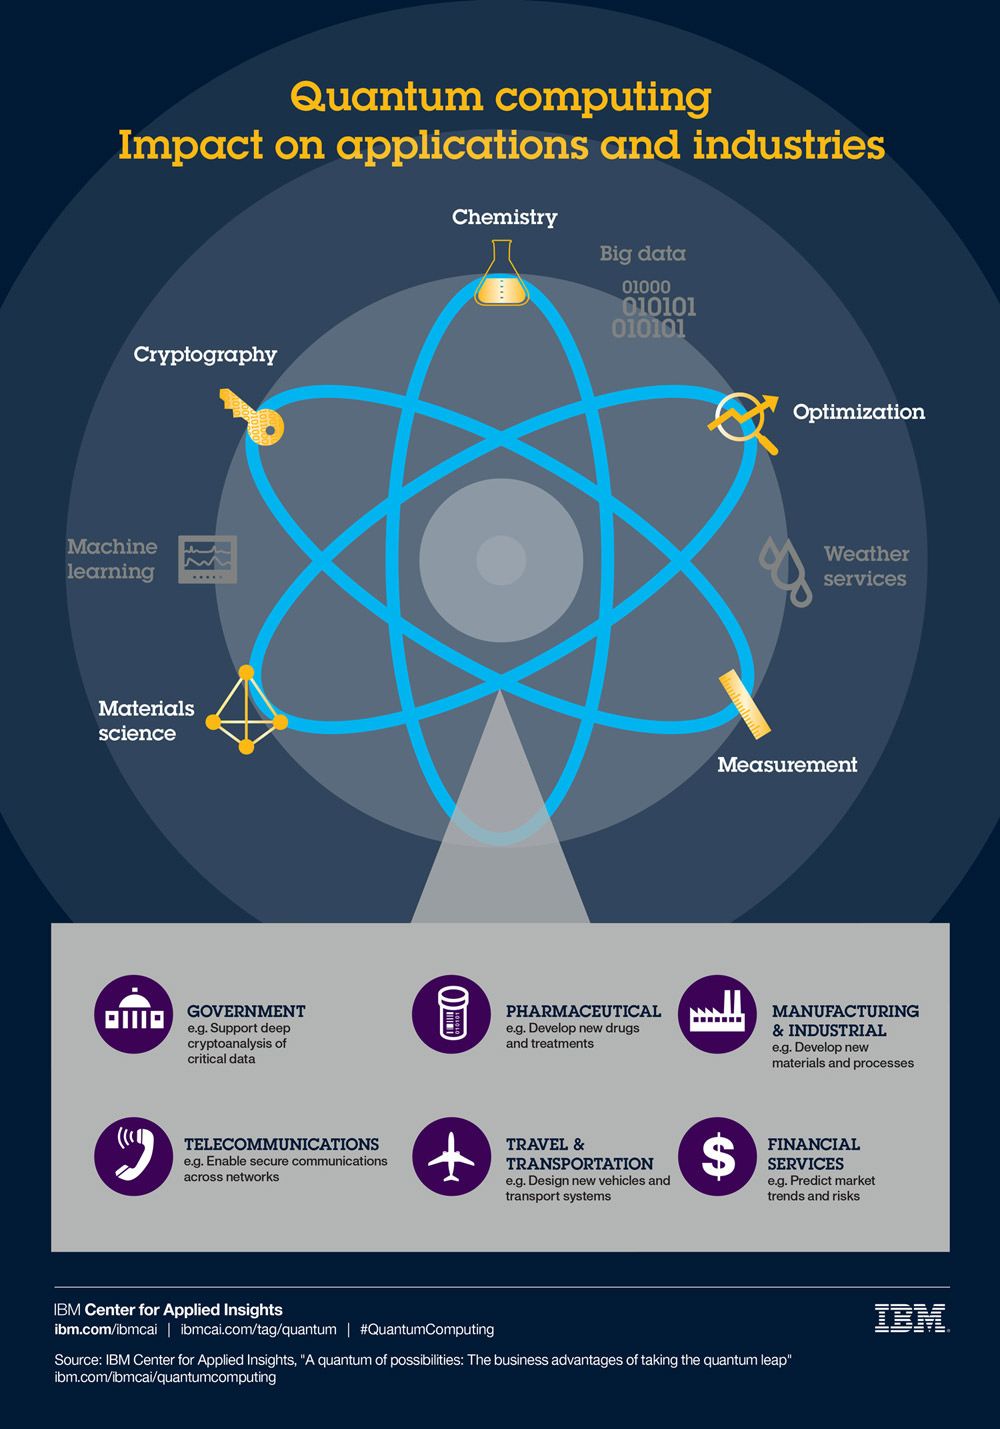 Quantum computing
Impact on applications and industries
Chemistry
Big data
01000
010101
010101
Cryptography
Optimization
Machine
learning
Weather
services
Materials
science
Measurement
GOVERNMENT
e.g. Support deep
cryptoanalysis of
critical data
PHARMACEUTICAL
e.g. Develop new drugs
and treatments
MANUFACTURING
& INDUSTRIAL
e.g. Develop new
materials and processes
TELECOMMUNICATIONS
e.g. Enable secure communications
across networks
TRAVEL &
TRANSPORTATION
e.g. Design new vehicles and
transport systems
$
FINANCIAL
SERVICES
e.g. Predict market
trends and risks
IBM Center for Applied Insights
ibm.com/ibmcai | ibmcai.com/tag/quantum | #QuantumComputing
IBM
Source: IBM Center for Applied Insights, "A quantum of possibilities: The business advantages of taking the quantum leap"
ibm.com/ibmcai/quantumcomputing